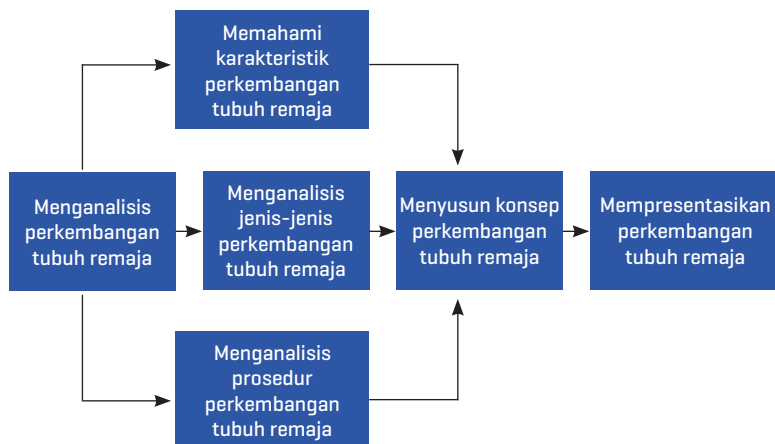 Memahami
karakteristik
perkembangan
tubuh remaja
Menganalisis
perkembangan
tubuh remaja
Menganalisis
jenis-jenis
perkembangan
tubuh remaja
Menyusun konsep
perkembangan
tubuh remaja
Mempresentasikan
perkembangan
tubuh remaja
Menganalisis
prosedur
perkembangan
tubuh remaja